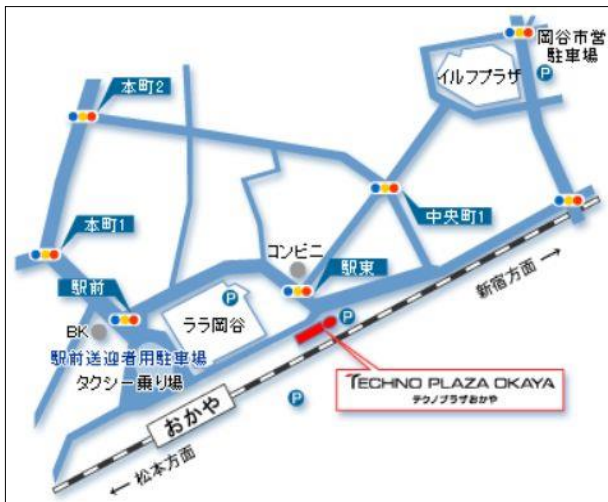 岡谷市営
駐車場
P
イルフプラザ
本町2
中央町1
本町1
コンビニ
駅東
新宿方面
駅前
P
ララ岡谷
P
BK
駅前送迎者用駐車場
タクシー乗り場
TECHNO PLAZA OKAYA
テクノプラザおかや
おかや
P
松本方面